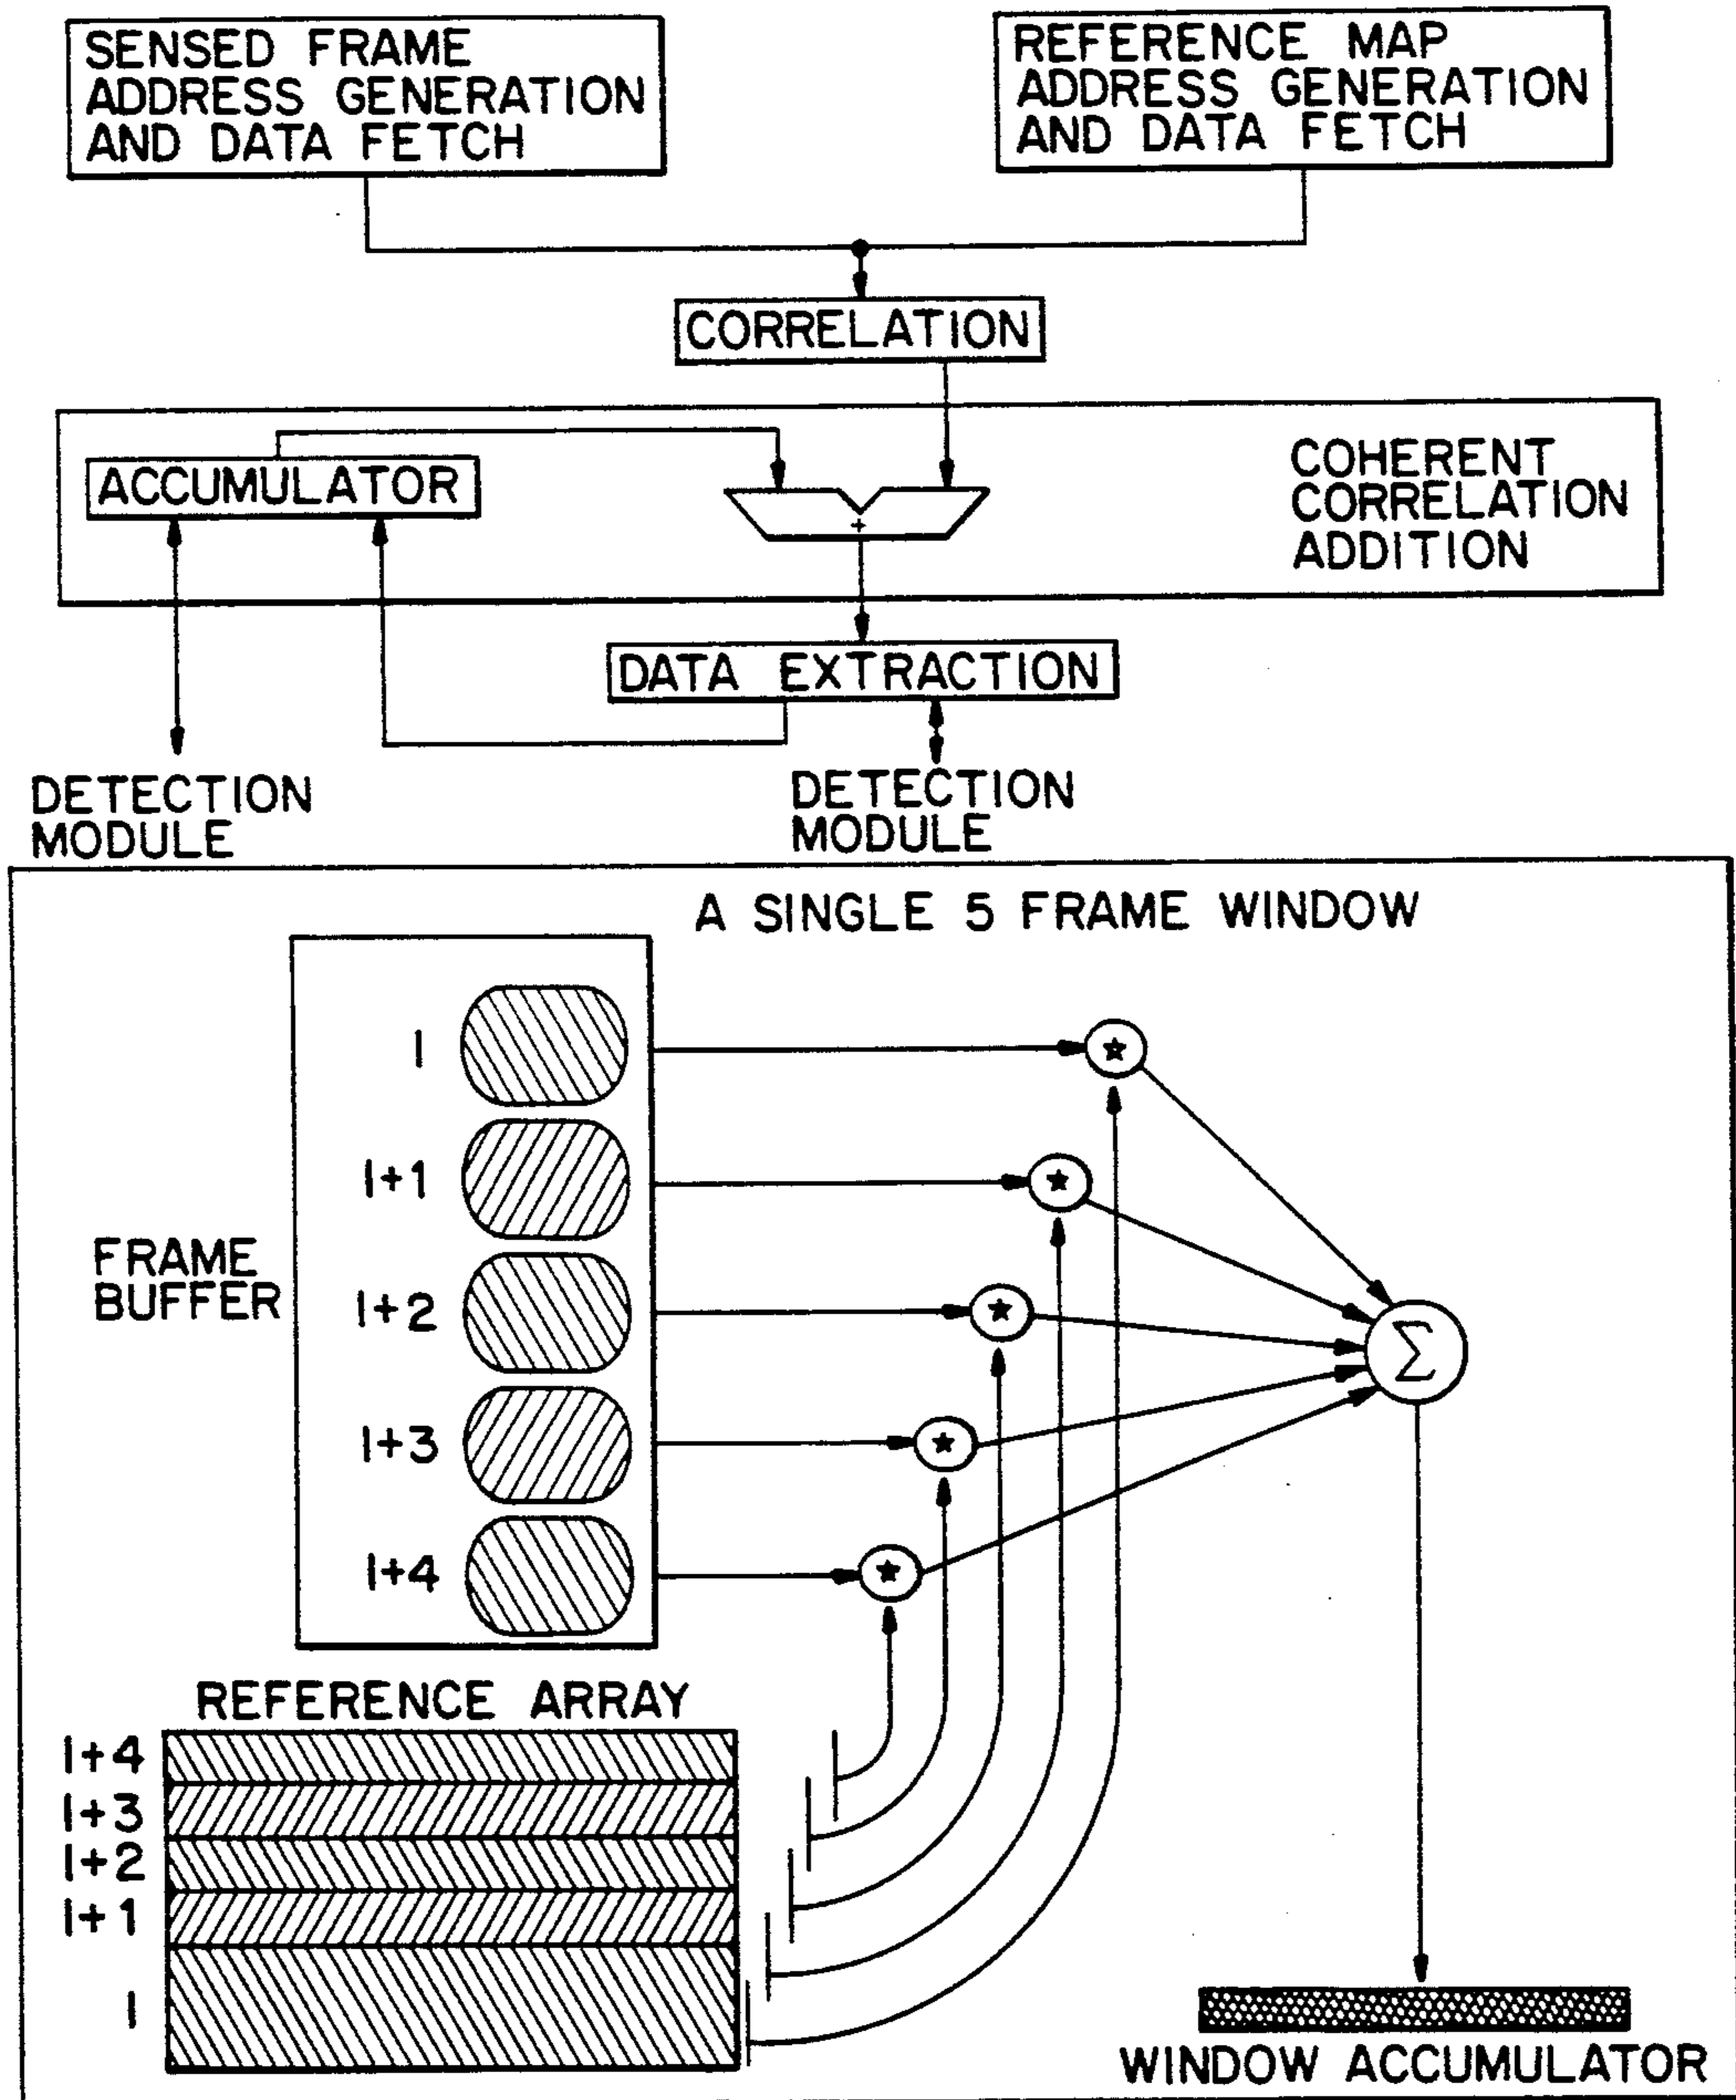 SENSED FRAME
ADDRESS GENERATION
AND DATA FETCH
REFERENCE MAP
ADDRESS GENERATION
AND DATA FETCH
CORRELATION
ACCUMULATOR
+
COHERENT
CORRELATION
ADDITION
DATA EXTRACTION
DETECTION
MODULE
DETECTION
MODULE
A SINGLE 5 FRAME WINDOW
I
I+1
FRAME
BUFFER
I+2
I+3
I+4
Σ
REFERENCE ARRAY
I+4
I+3
I+2
I+1
I
WINDOW ACCUMULATOR